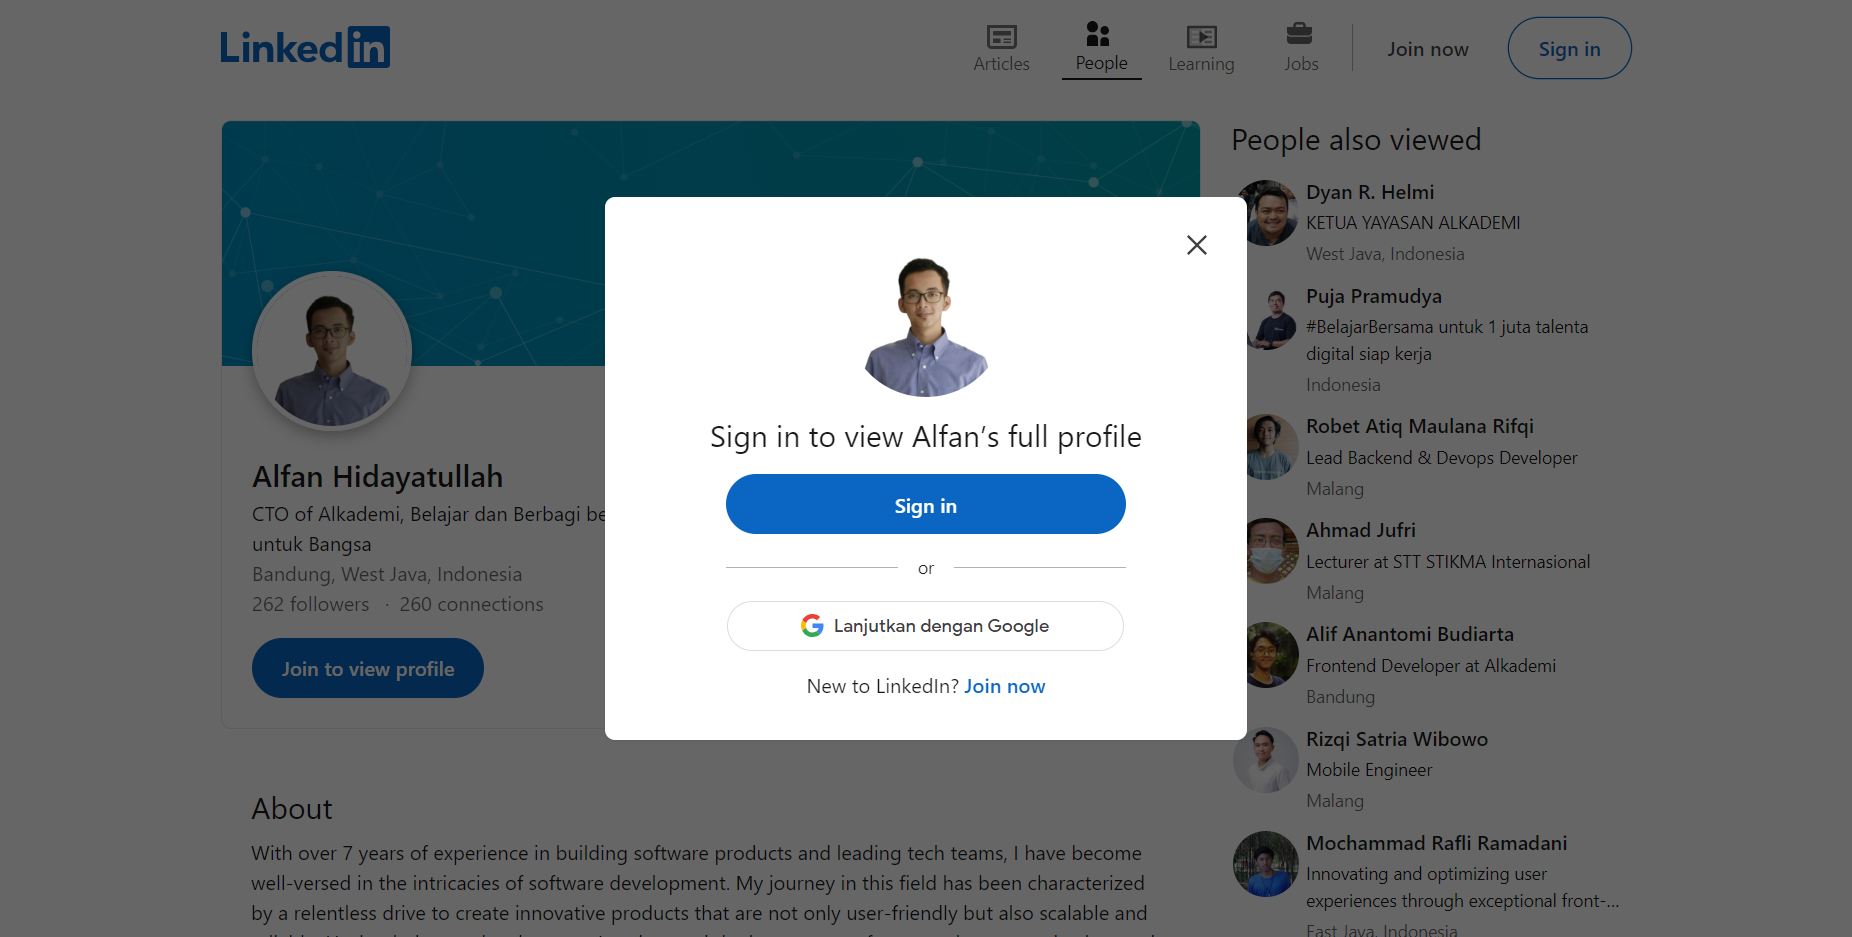 LinkedIn
Articles
People
Learning
Jobs
Join now
Sign in
Alfan Hidayatullah
CTO of Alkademi, Belajar dan Berbagi
untuk Bangsa
Bandung, West Java, Indonesia
262 followers · 260 connections
Join to view profile
About
With over 7 years of experience in building software products and leading tech teams, I have become
well-versed in the intricacies of software development. My journey in this field has been characterized
by a relentless drive to create innovative products that are not only user-friendly but also scalable and
Sign in to view Alfan’s full profile
Sign in
or
Lanjutkan dengan Google
New to LinkedIn? Join now
People also viewed
Dyan R. Helmi
KETUA YAYASAN ALKADEMI
West Java, Indonesia
Puja Pramudya
#BelajarBersama untuk 1 juta talenta
digital siap kerja
Indonesia
Robet Atiq Maulana Rifqi
Lead Backend & Devops Developer
Malang
Ahmad Jufri
Lecturer at STT STIKMA Internasional
Malang
Alif Anantomi Budiarta
Frontend Developer at Alkademi
Bandung
Rizqi Satria Wibowo
Mobile Engineer
Malang
Mochammad Rafli Ramadani
Innovating and optimizing user
experiences through exceptional front-...
East Java, Indonesia